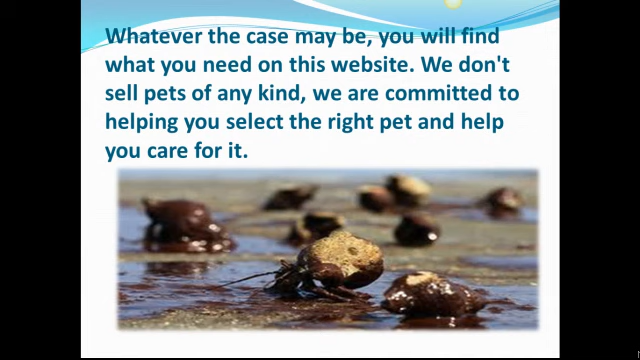 Whatever the case may be, you will find
what you need on this website. We don't
sell pets of any kind, we are committed to
helping you select the right pet and help
you care for it.